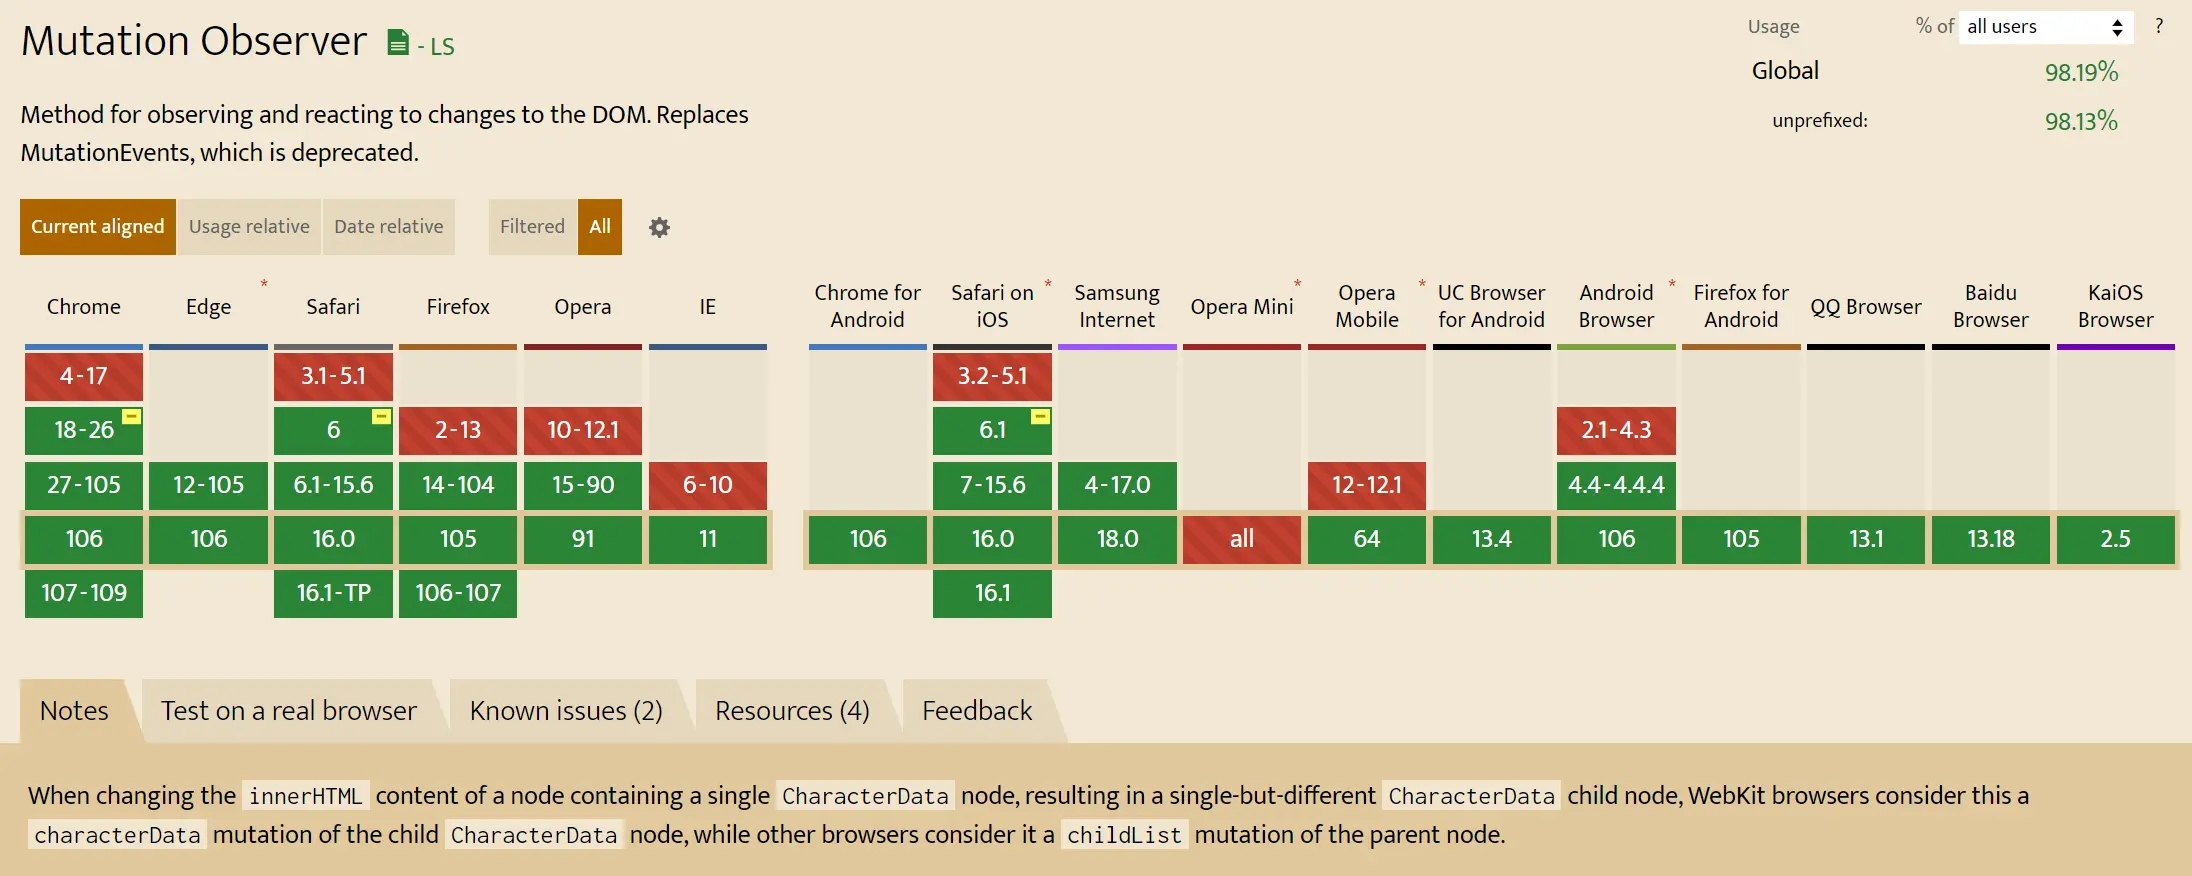 Mutation Observer - LS
Usage % of all users ?
Global 98.19%
unprefixed: 98.13%
Method for observing and reacting to changes to the DOM. Replaces
MutationEvents, which is deprecated.
Current aligned Usage relative Date relative Filtered All
Chrome Edge * Safari Firefox Opera IE
Chrome for Android Safari on iOS * Samsung Internet Opera Mini * Opera Mobile * UC Browser for Android Android Browser * Firefox for Android QQ Browser Baidu Browser KaiOS Browser
4-17 3.1-5.1 3.2-5.1
18-26 6 2-13 10-12.1 6.1 2.1-4.3
27-105 12-105 6.1-15.6 14-104 15-90 6-10 7-15.6 4-17.0 12-12.1 4.4-4.4.4
106 106 16.0 105 91 11 106 16.0 18.0 all 64 13.4 106 105 13.1 13.18 2.5
107-109 16.1-TP 106-107 16.1
Notes Test on a real browser Known issues (2) Resources (4) Feedback
When changing the innerHTML content of a node containing a single CharacterData node, resulting in a single-but-different CharacterData child node, WebKit browsers consider this a
characterData mutation of the child CharacterData node, while other browsers consider it a childList mutation of the parent node.